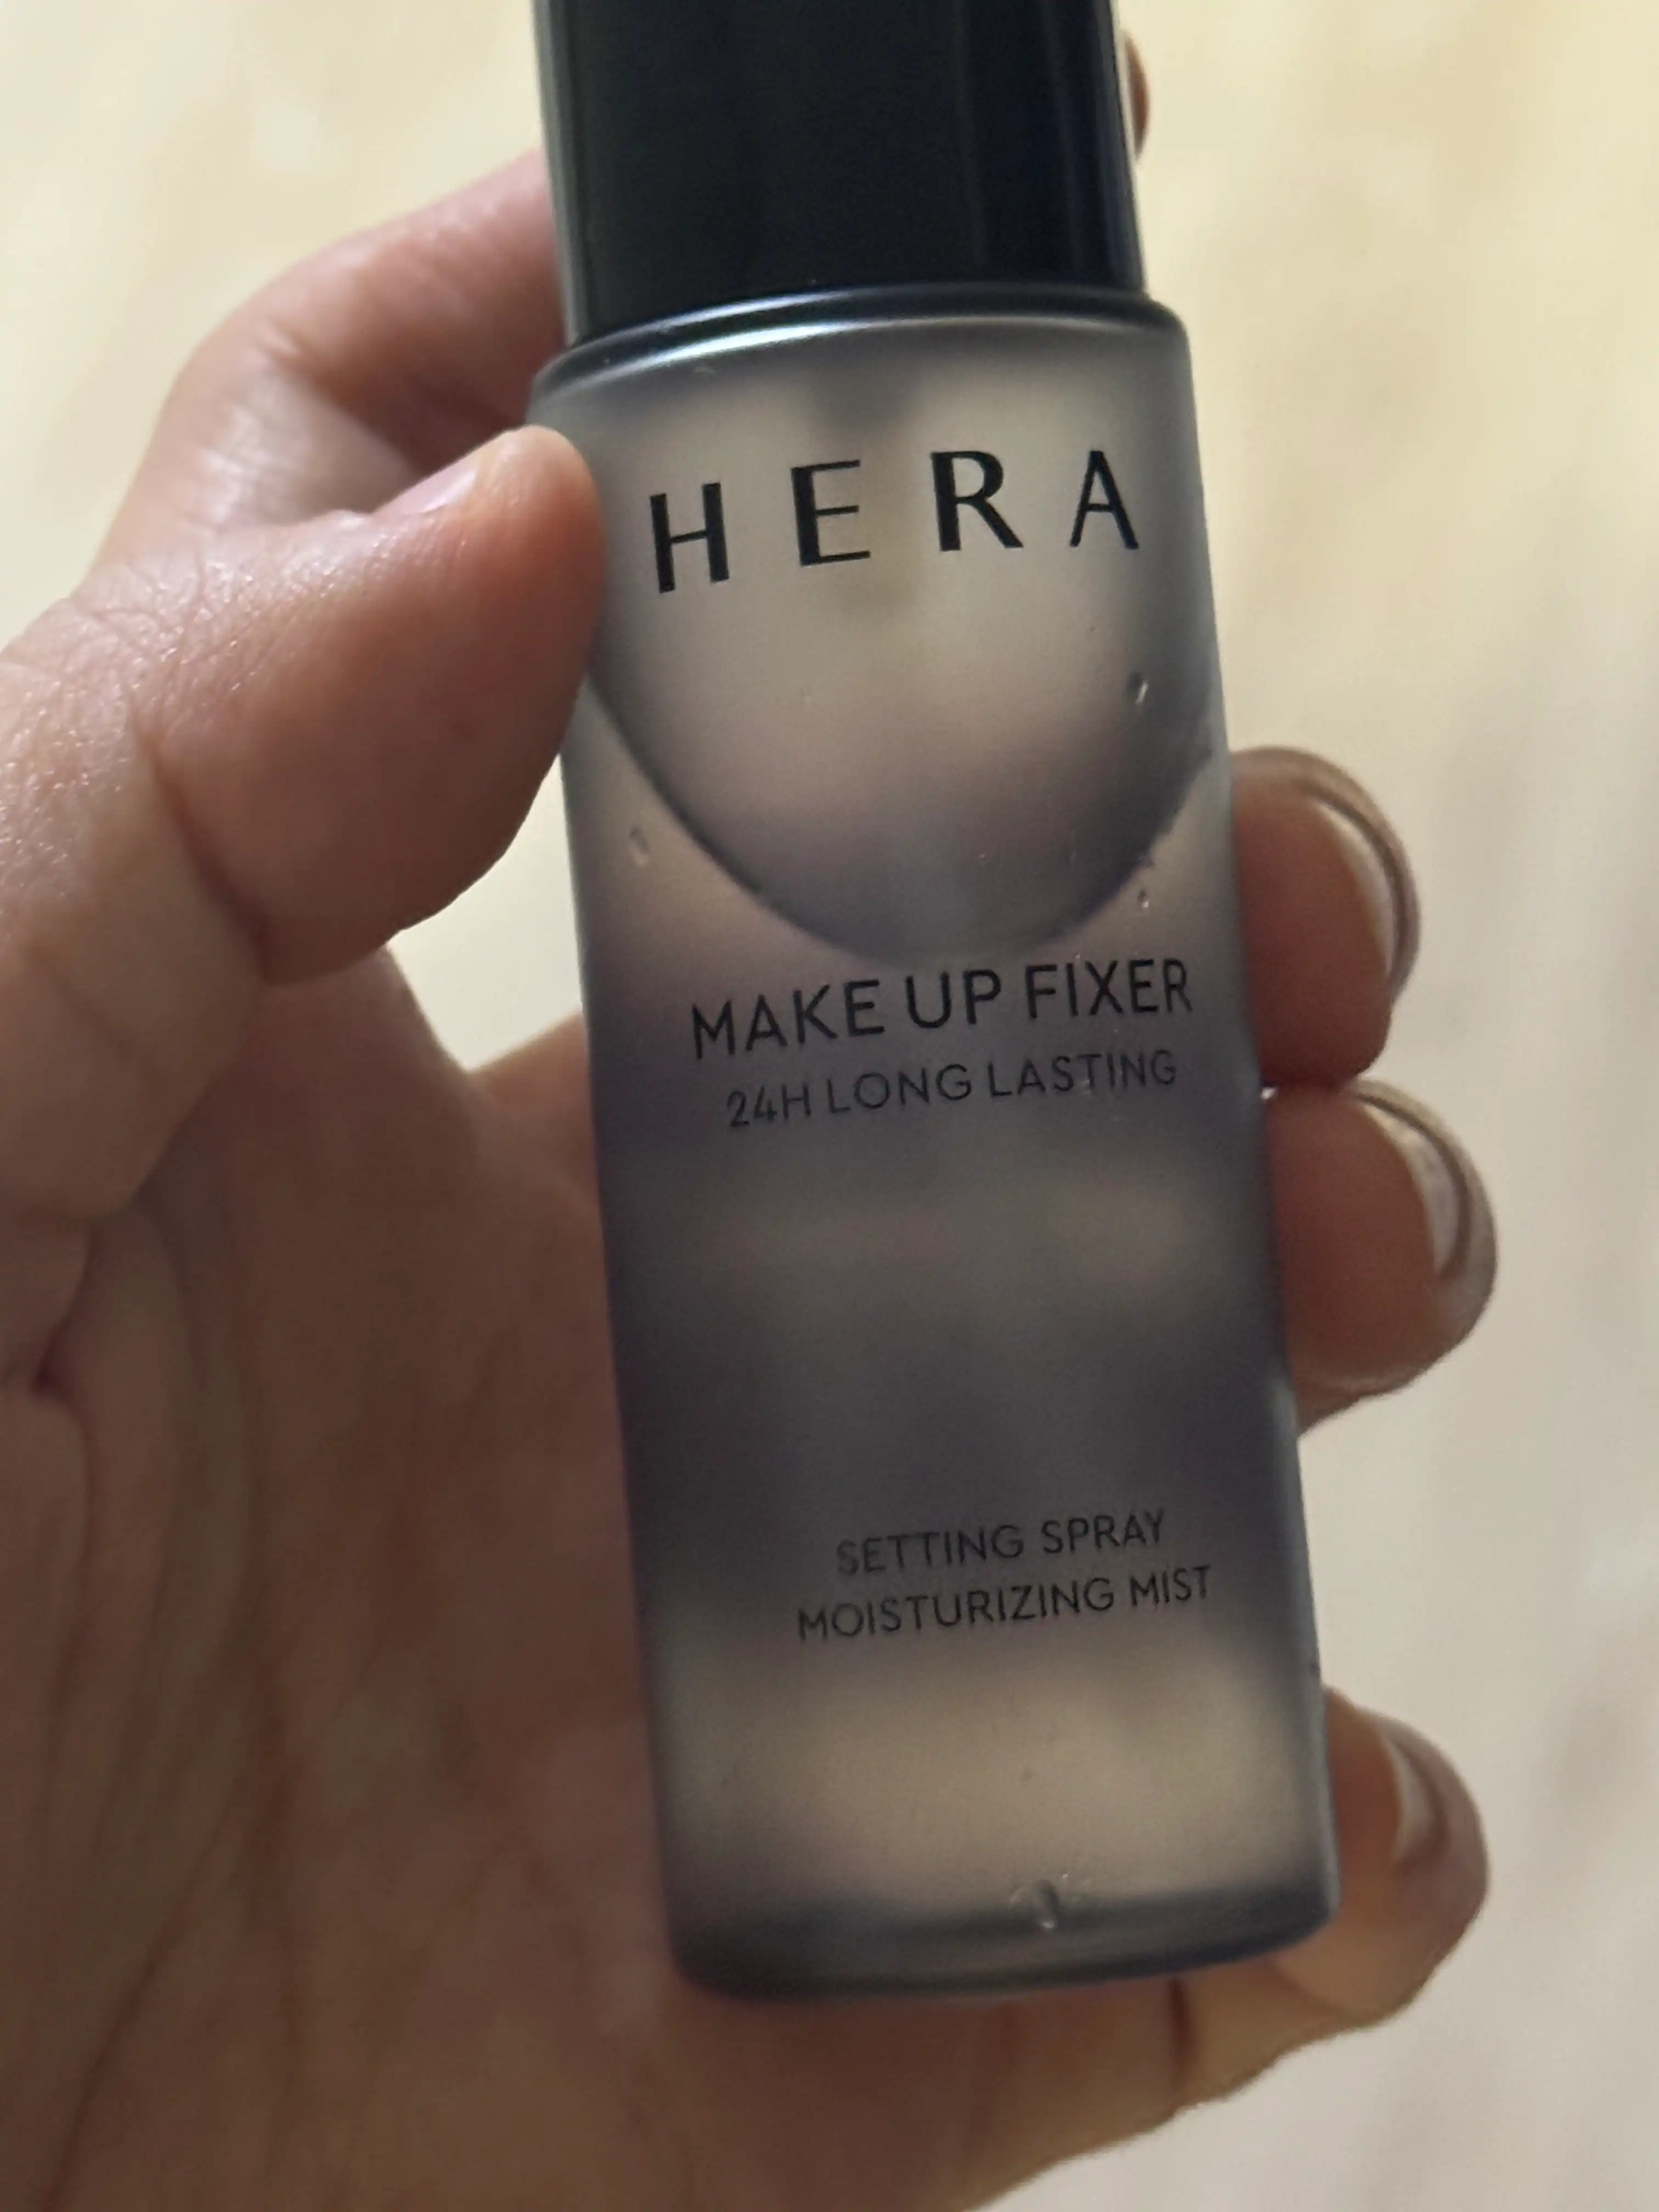 HERA
MAKE UP FIXER
24H LONG LASTING
SETTING SPRAY
MOISTURIZING MIST